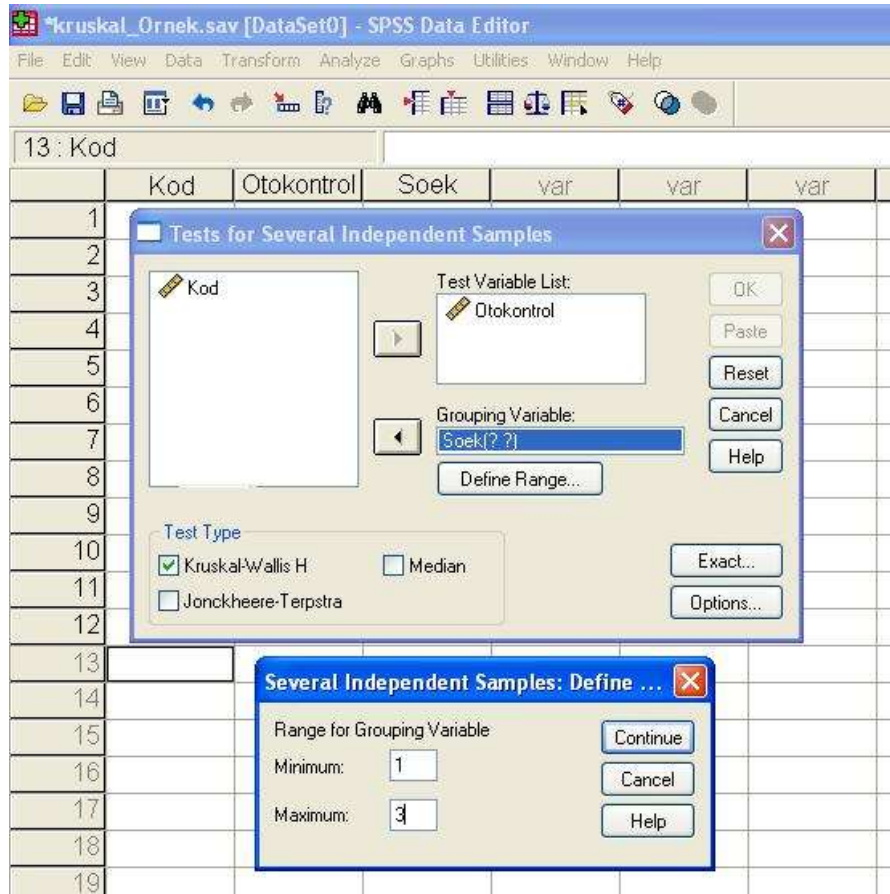 *kruskal_Ornek.sav [DataSet0] - SPSS Data Editor
File Edit View Data Transform Analyze Graphs Utilities Window Help
13 : Kod
Kod Otokontrol Soek var var var
1
Tests for Several Independent Samples
2
3
Kod
Test Variable List:
Otokontrol
OK
4
Paste
5
Reset
6
Grouping Variable:
Cancel
7
Soek(? ?)
Help
8
Define Range...
9
Test Type
10
Kruskal-Wallis H
Median
Exact...
11
Jonckheere-Terpstra
Options...
12
13
Several Independent Samples: Define ...
14
15
Range for Grouping Variable
Continue
16
Minimum: 1
Cancel
17
Maximum: 3
Help
18
19